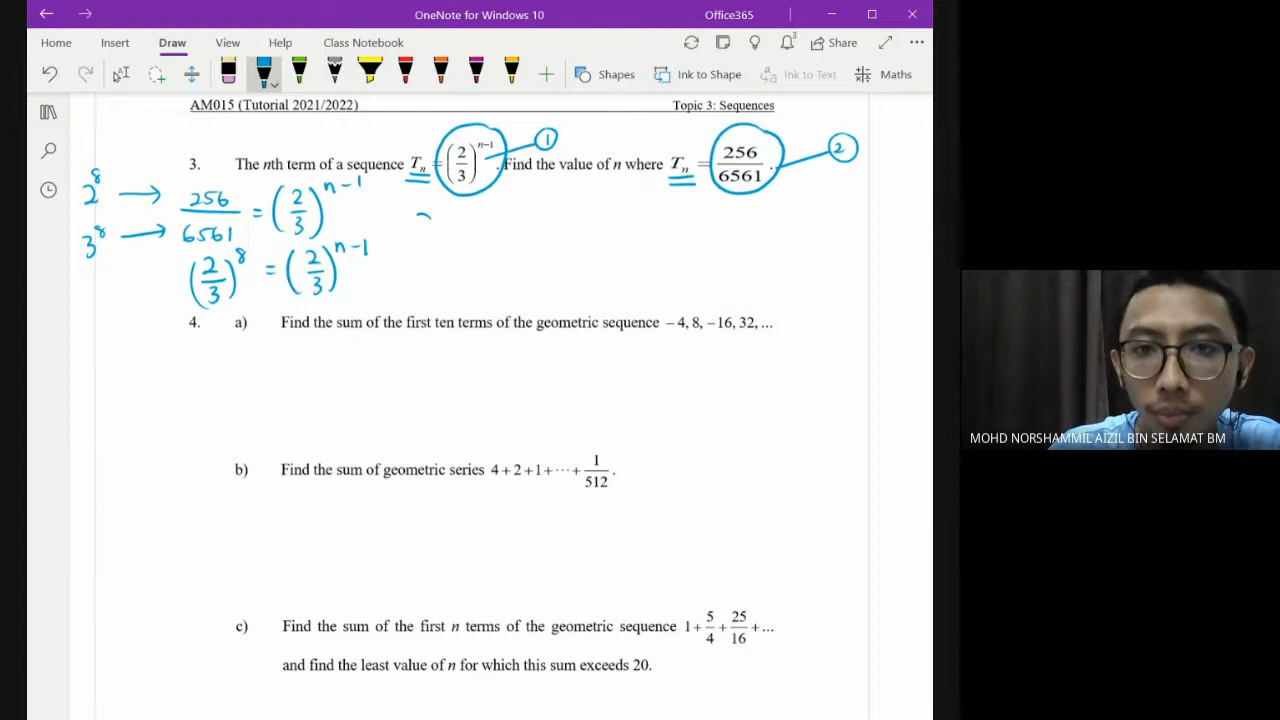 OneNote for Windows 10
Office365
Home Insert Draw View Help Class Notebook
3 Share
Shapes Ink to Shape Ink to Text Maths
AM015 (Tutorial 2021/2022) Topic 3: Sequences
3. The nth term of a sequence Tₙ = (2/3)ⁿ⁻¹. Find the value of n where Tₙ = 256/6561.
1
2
2⁸ → 256
3⁸ → 6561
256/6561 = (2/3)ⁿ⁻¹
(2/3)⁸ = (2/3)ⁿ⁻¹
4. a) Find the sum of the first ten terms of the geometric sequence −4, 8, −16, 32, ...
b) Find the sum of geometric series 4+2+1+⋯+1/512.
c) Find the sum of the first n terms of the geometric sequence 1+5/4+25/16+...
and find the least value of n for which this sum exceeds 20.
MOHD NORSHAMMIL AIZIL BIN SELAMAT BM